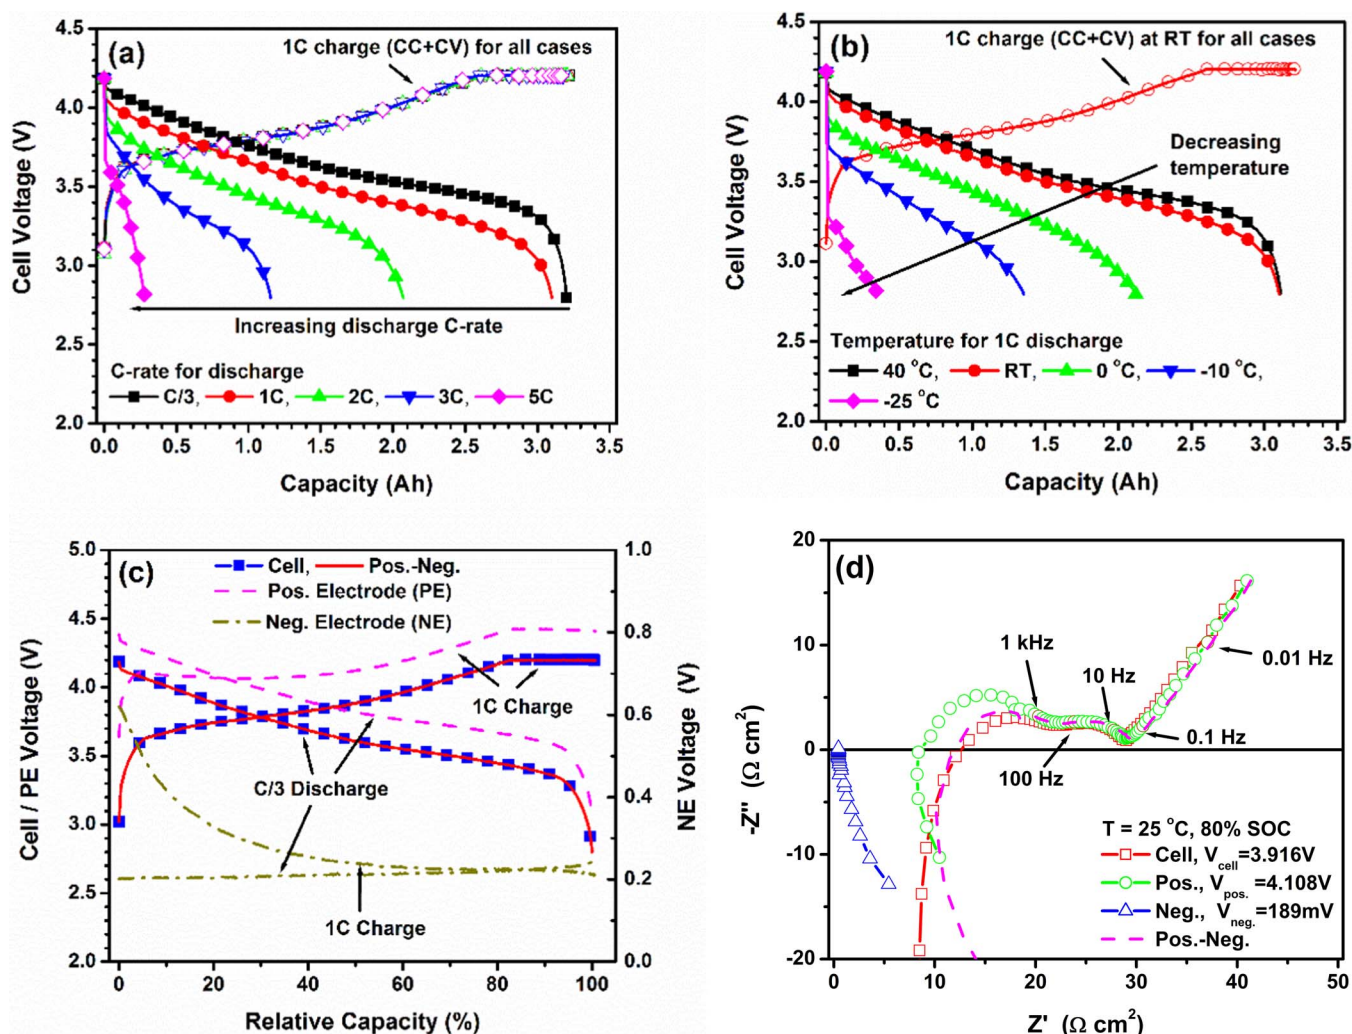 (a)
1C charge (CC+CV) for all cases
Increasing discharge C-rate
C-rate for discharge
C/3, 1C, 2C, 3C, 5C
Cell Voltage (V)
4.5
4.0
3.5
3.0
2.5
2.0
0.0 0.5 1.0 1.5 2.0 2.5 3.0 3.5
Capacity (Ah)
(b)
1C charge (CC+CV) at RT for all cases
Decreasing
temperature
Temperature for 1C discharge
40 °C, RT, 0 °C, -10 °C,
-25 °C
Cell Voltage (V)
4.5
4.0
3.5
3.0
2.5
2.0
0.0 0.5 1.0 1.5 2.0 2.5 3.0 3.5
Capacity (Ah)
(c)
Cell, Pos.-Neg.
Pos. Electrode (PE)
Neg. Electrode (NE)
1C Charge
C/3 Discharge
1C Charge
Cell / PE Voltage (V)
5.0
4.5
4.0
3.5
3.0
2.5
2.0
NE Voltage (V)
1.0
0.8
0.6
0.4
0.2
0.0
0 20 40 60 80 100
Relative Capacity (%)
(d)
1 kHz
10 Hz
0.01 Hz
0.1 Hz
100 Hz
T = 25 °C, 80% SOC
Cell, Vcell=3.916V
Pos., Vpos.=4.108V
Neg., Vneg.=189mV
Pos.-Neg.
-Z'' (Ω cm²)
20
10
0
-10
-20
0 10 20 30 40 50
Z' (Ω cm²)